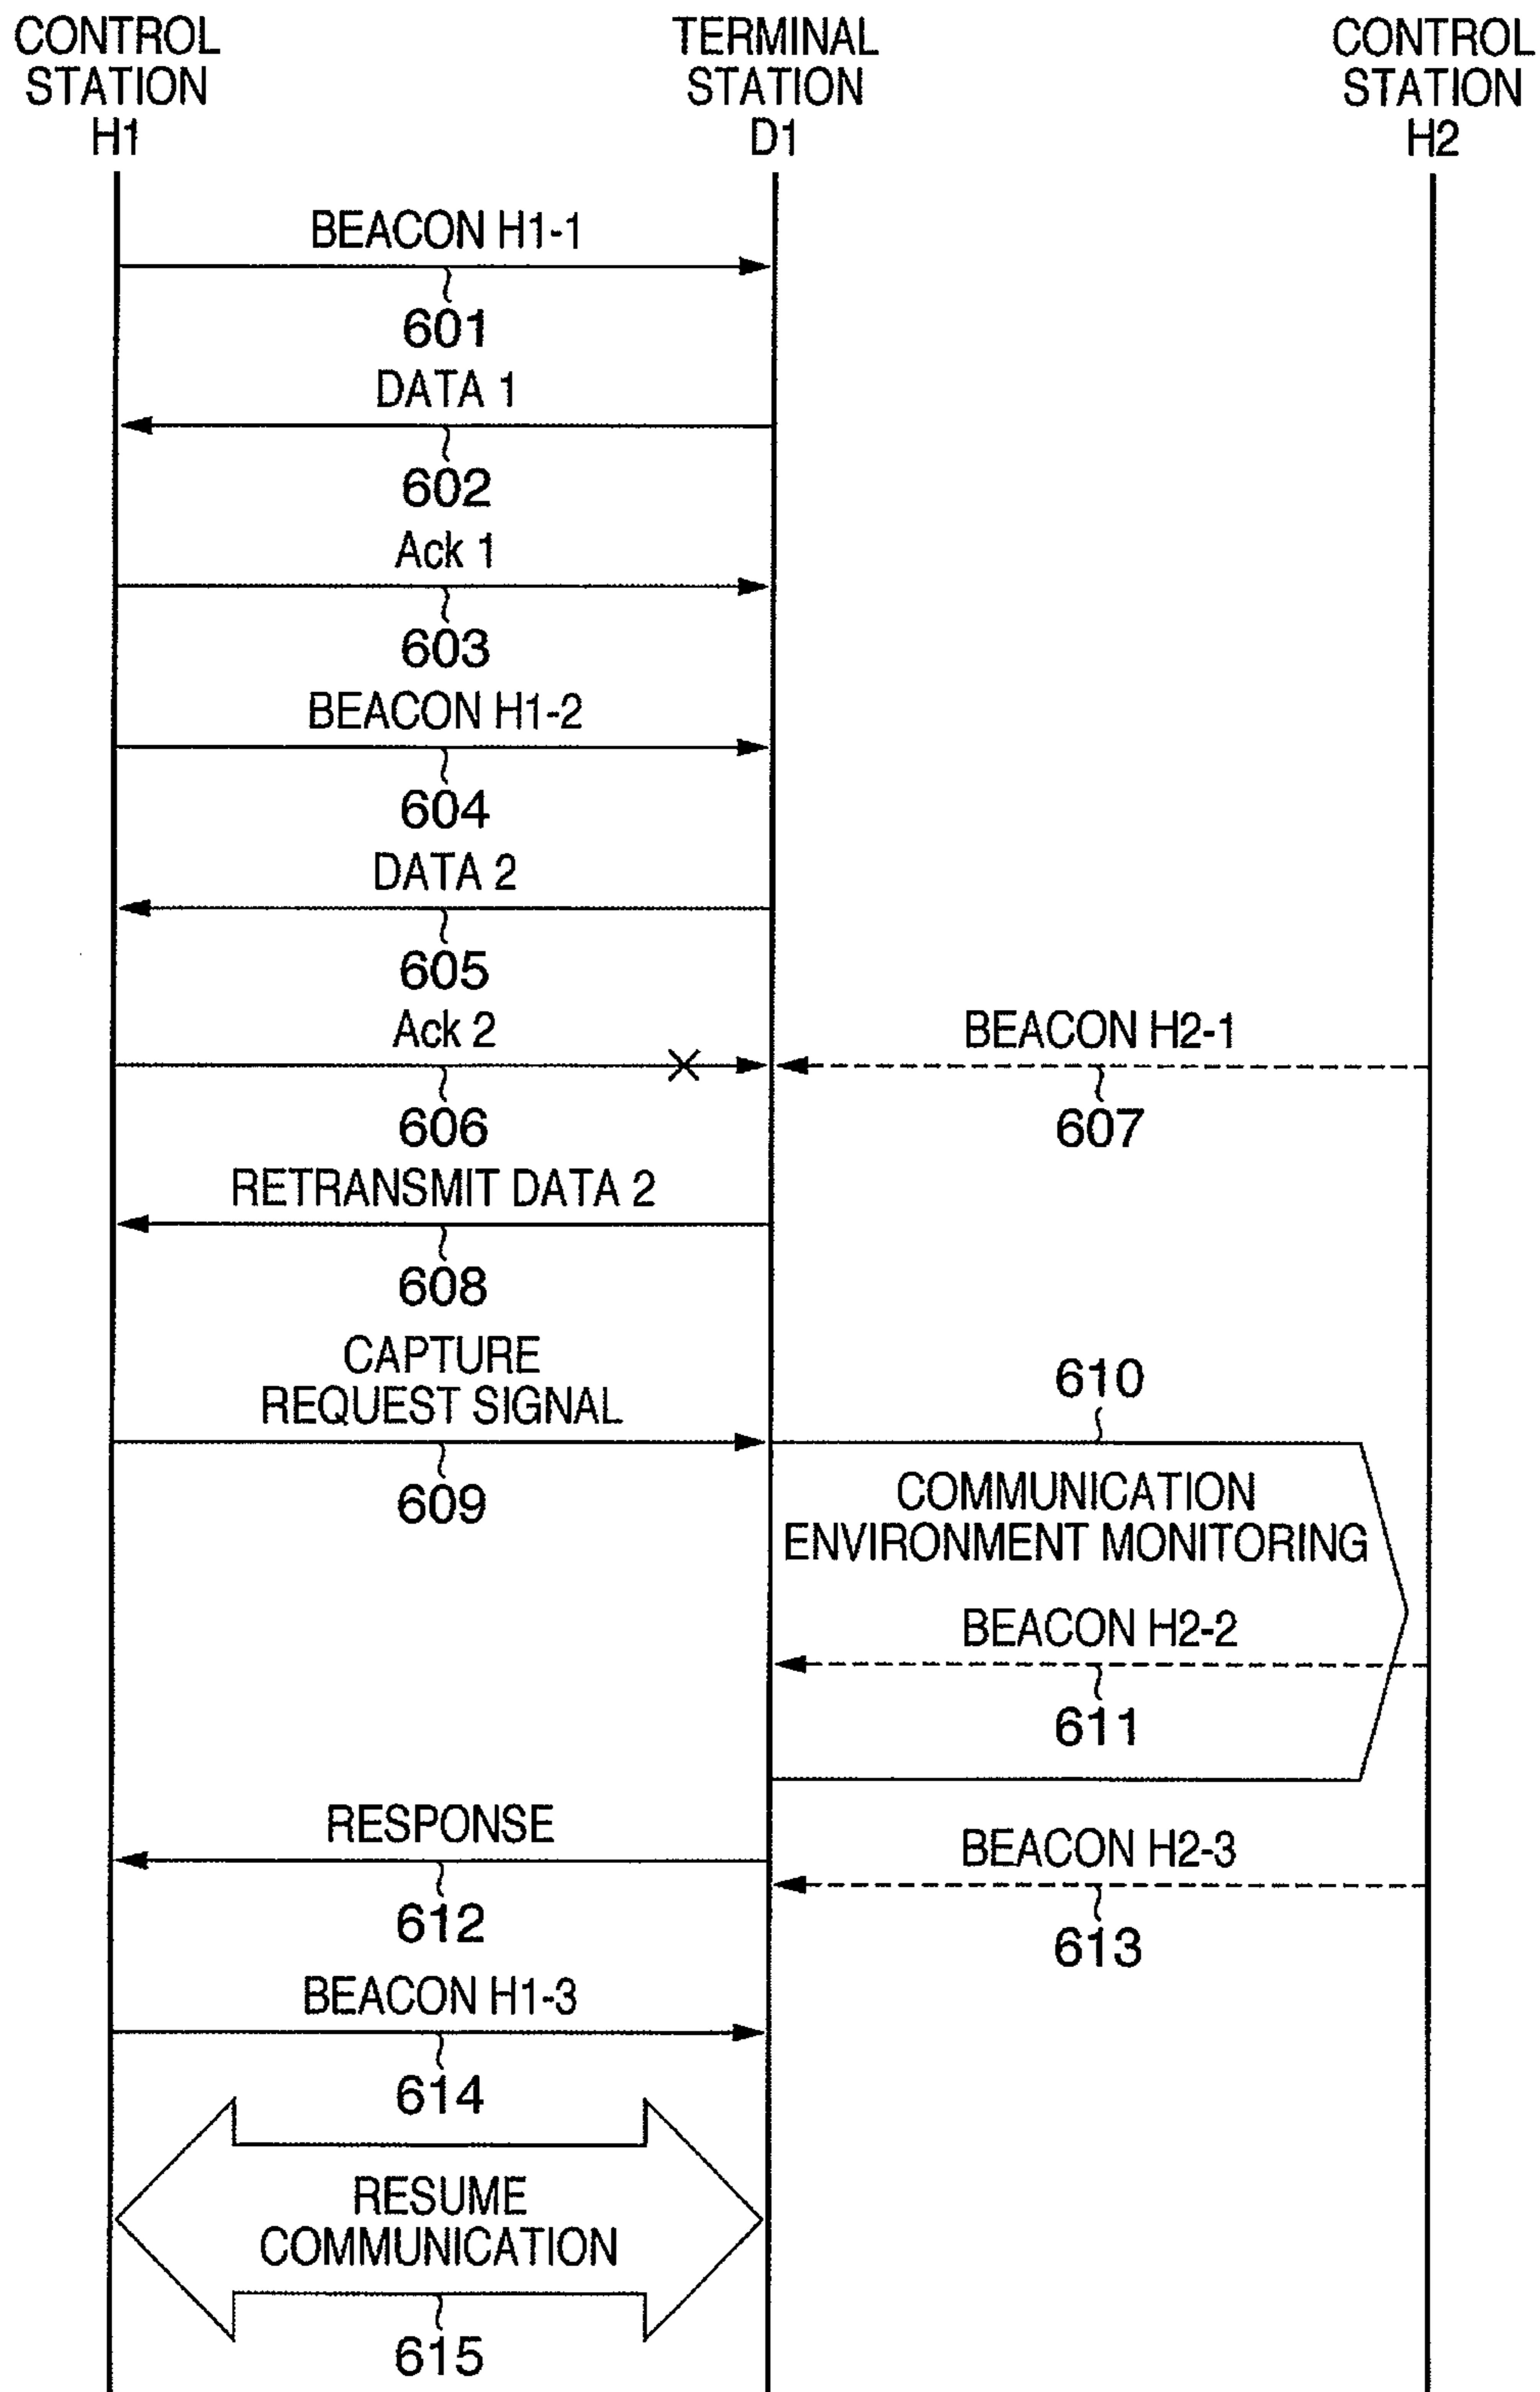 CONTROL
STATION
H1
TERMINAL
STATION
D1
CONTROL
STATION
H2
BEACON H1-1
601
DATA 1
602
Ack 1
603
BEACON H1-2
604
DATA 2
605
Ack 2
606
BEACON H2-1
607
RETRANSMIT DATA 2
608
CAPTURE
REQUEST SIGNAL
609
610
COMMUNICATION
ENVIRONMENT MONITORING
BEACON H2-2
611
RESPONSE
612
BEACON H2-3
613
BEACON H1-3
614
RESUME
COMMUNICATION
615